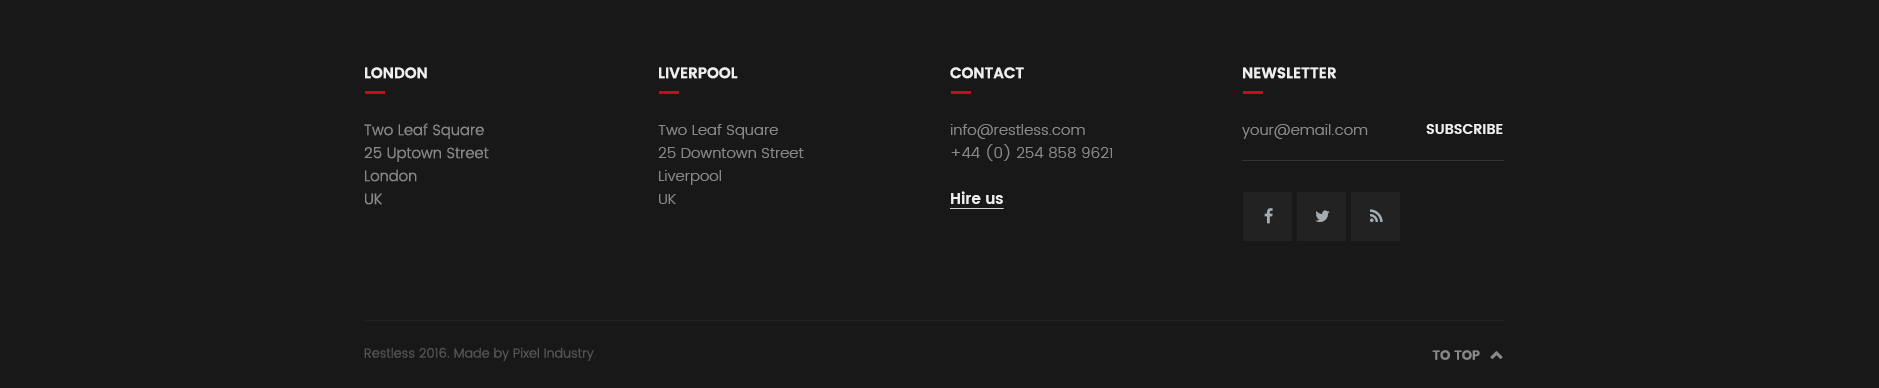 LONDON
Two Leaf Square
25 Uptown Street
London
UK
LIVERPOOL
Two Leaf Square
25 Downtown Street
Liverpool
UK
CONTACT
info@restless.com
+44 (0) 254 858 9621
Hire us
NEWSLETTER
your@email.com SUBSCRIBE
Restless 2016. Made by Pixel Industry
TO TOP